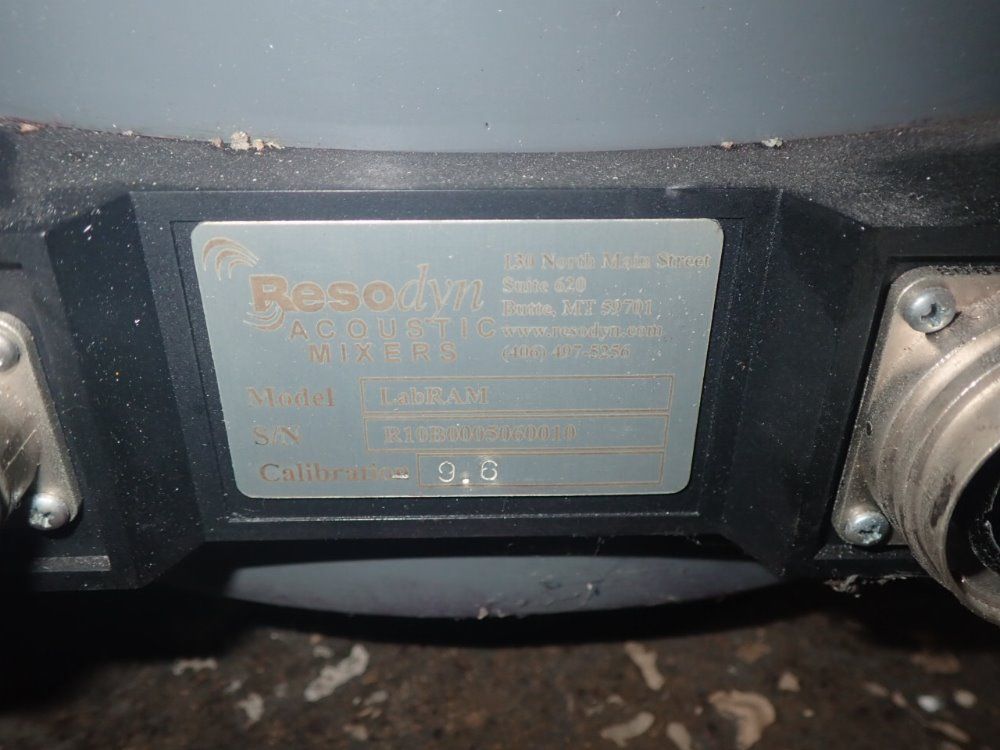 Resodyn
ACOUSTIC
MIXERS
130 North Main Street
Suite 620
Butte, MT 59701
www.resodyn.com
(406) 497-5256
Model LabRAM
S/N R10B0005060010
Calibration - 9.6